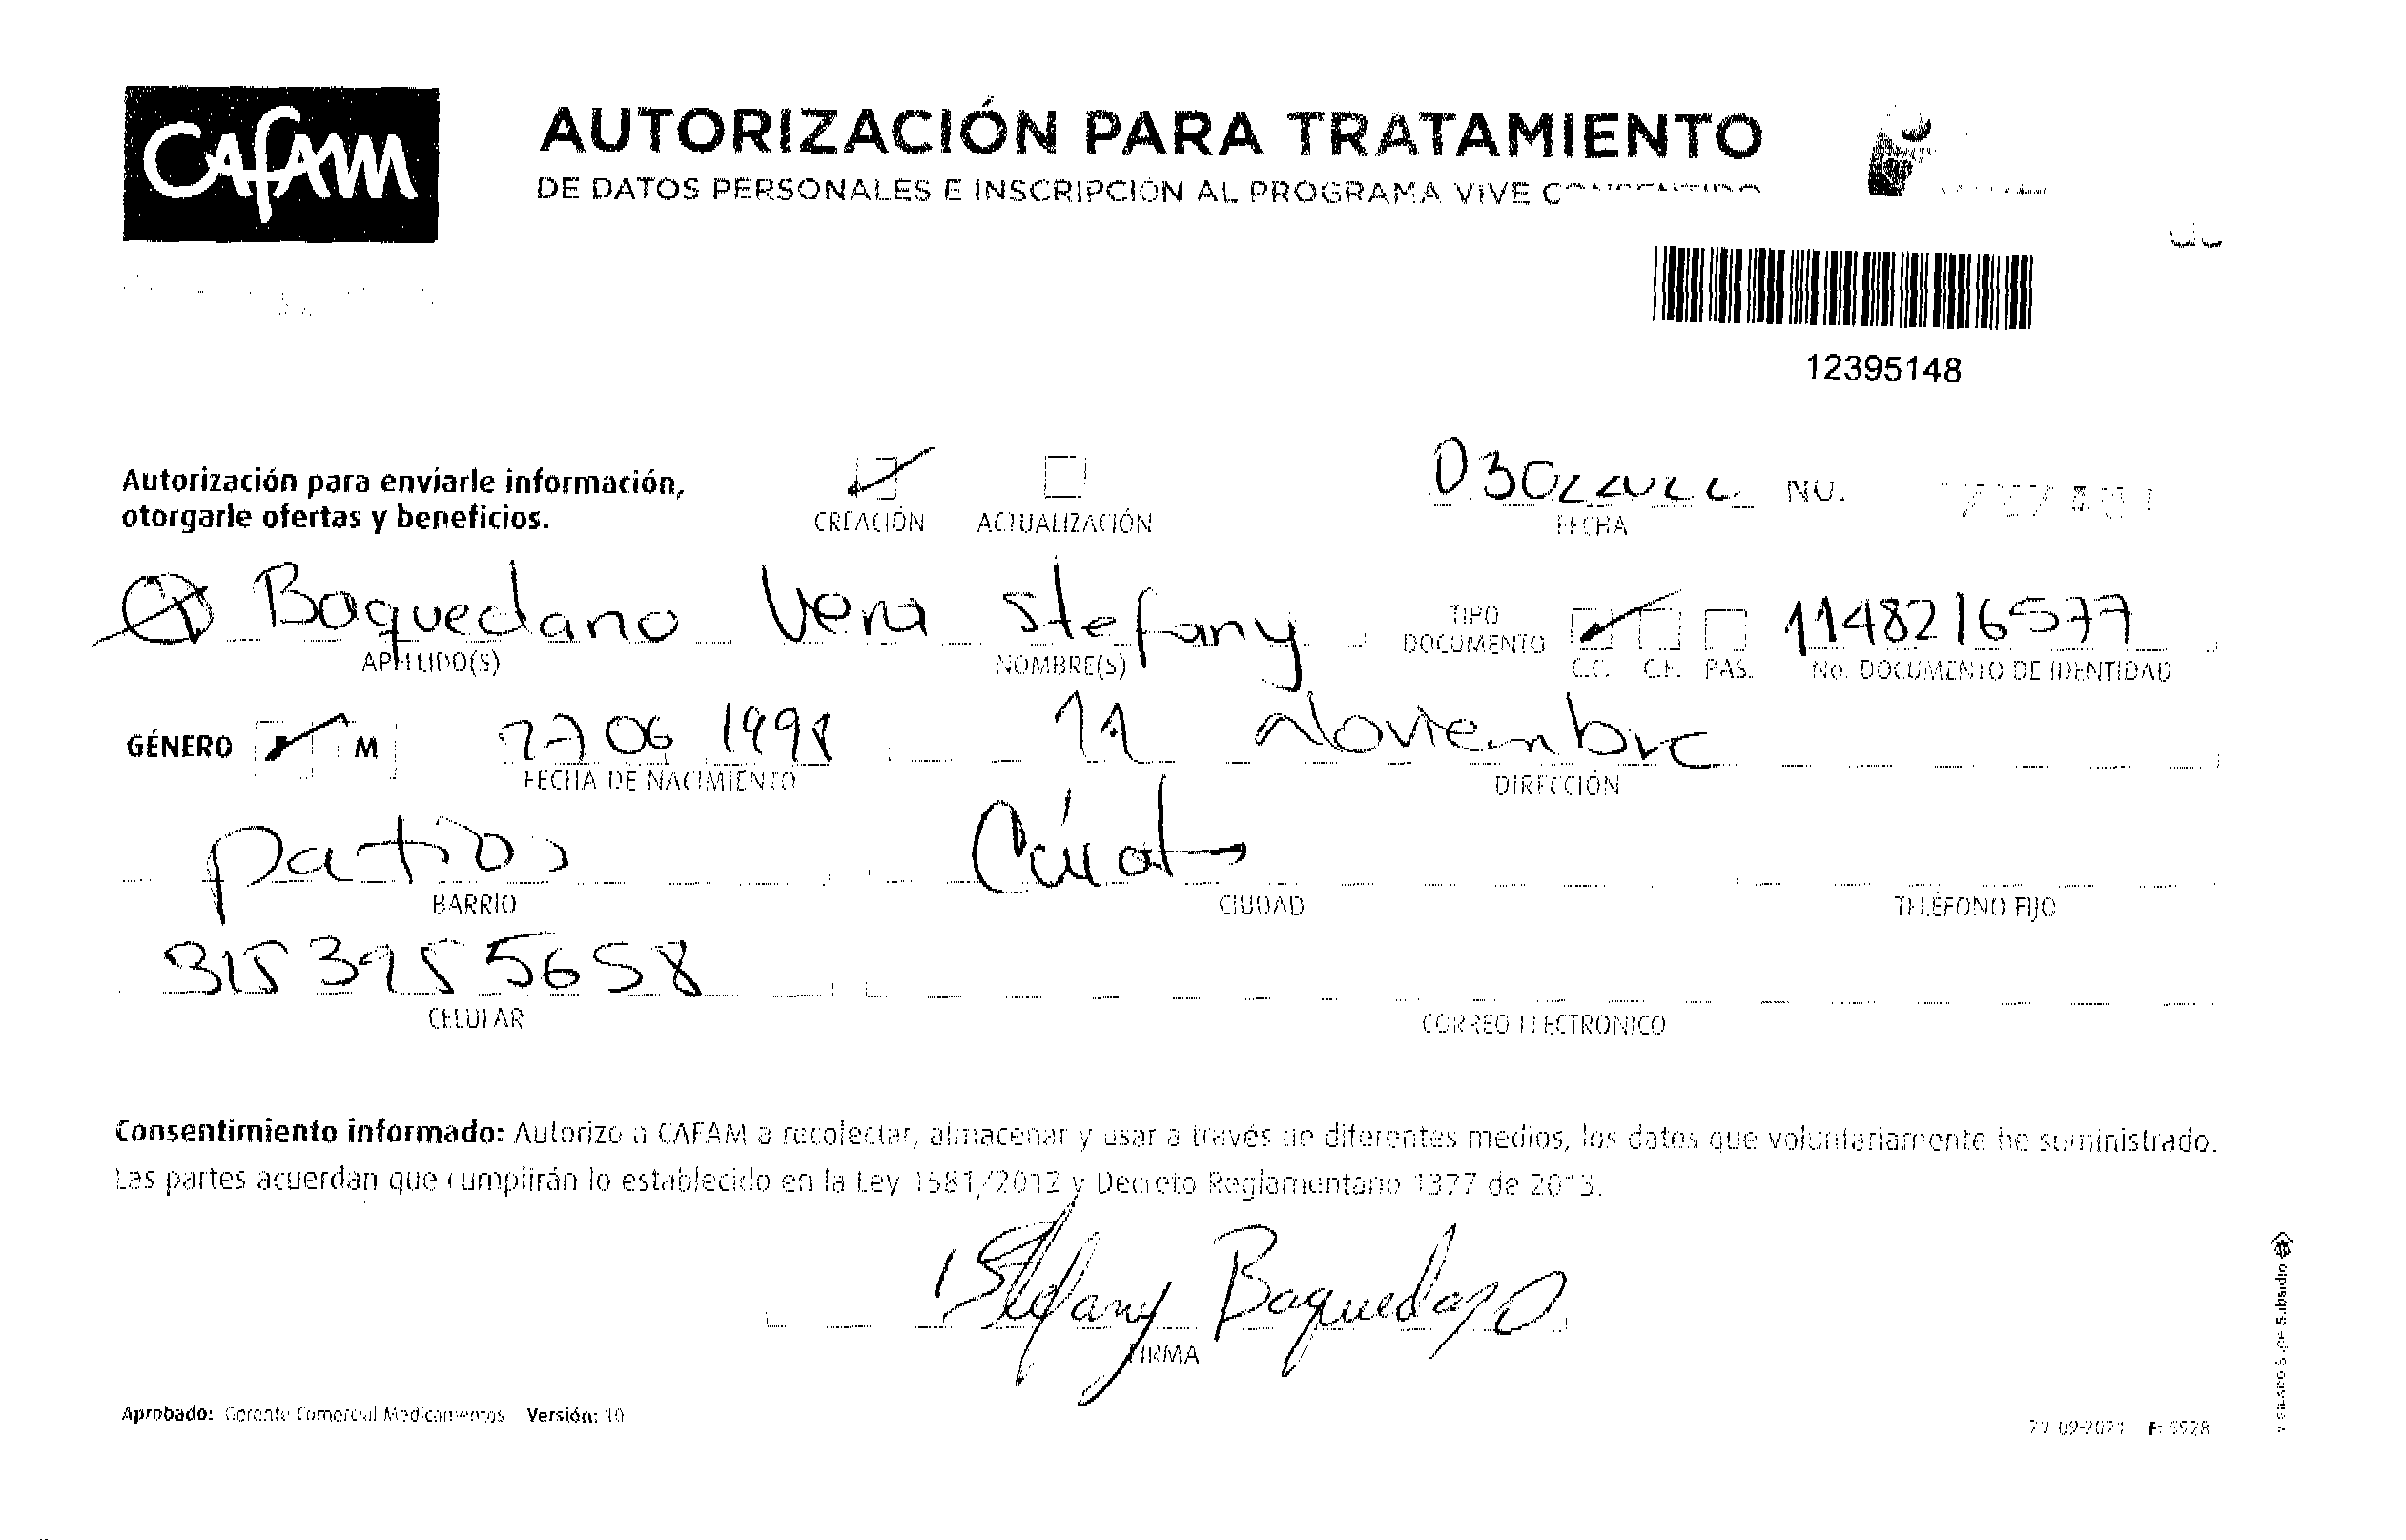 CAFAM
AUTORIZACIÓN PARA TRATAMIENTO
DE DATOS PERSONALES E INSCRIPCIÓN AL PROGRAMA VIVE
12395148
Autorización para enviarle información,
otorgarle ofertas y beneficios.
CREACIÓN ACTUALIZACIÓN
FECHA
NO.
Baquedano Vera Stefany
APELLIDO(S) NOMBRE(S)
TIPO DOCUMENTO C.C. C.E. PAS.
1148216577
No. DOCUMENTO DE IDENTIDAD
GÉNERO M
27 06 1998
FECHA DE NACIMIENTO
11 Noviembre
DIRECCIÓN
patios
BARRIO
CIUDAD
TELÉFONO FIJO
315 395 5658
CELULAR
CORREO ELECTRONICO
Consentimiento informado: Autorizo a CAFAM a recolectar, almacenar y usar a través de diferentes medios, los datos que voluntariamente he suministrado.
Las partes acuerdan que cumplirán lo establecido en la Ley 1581/2012 y Decreto Reglamentario 1377 de 2013.
Stefany Baquedano
FIRMA
Aprobado: Gerente Comercial Medicamentos Versión: 10